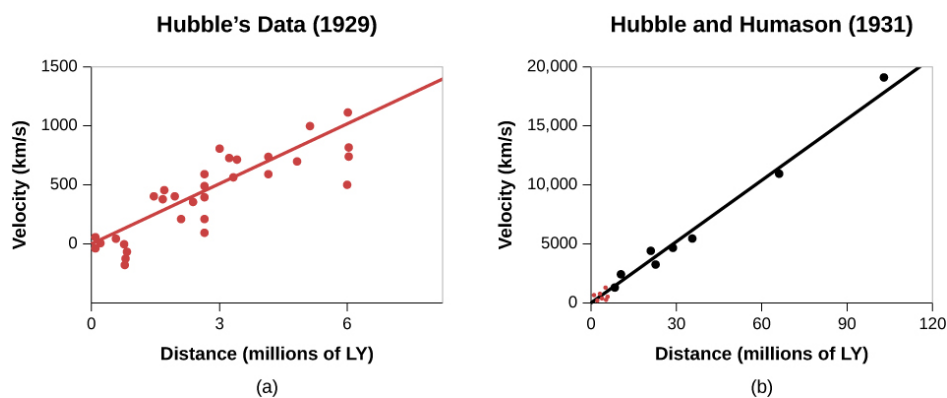 Hubble’s Data (1929)
1500
1000
500
0
Velocity (km/s)
0 3 6
Distance (millions of LY)
(a)
Hubble and Humason (1931)
20,000
15,000
10,000
5000
0
Velocity (km/s)
0 30 60 90 120
Distance (millions of LY)
(b)